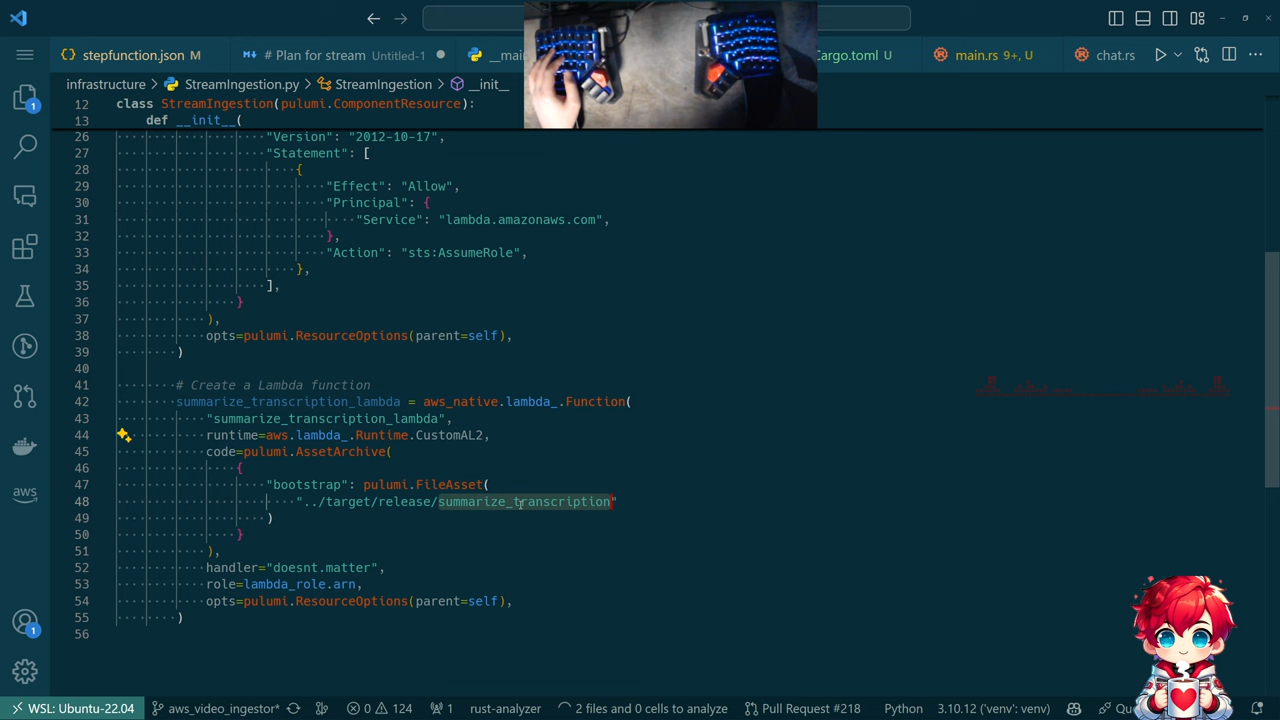 stepfunction.json M
# Plan for stream Untitled-1
__ma
Cargo.toml
main.rs 9+, U
chat.rs
infrastructure > StreamIngestion.py > StreamIngestion > __init__
12 class StreamIngestion(pulumi.ComponentResource):
13 def __init__(
26 "Version": "2012-10-17",
27 "Statement": [
28 {
29 "Effect": "Allow",
30 "Principal": {
31 "Service": "lambda.amazonaws.com",
32 },
33 "Action": "sts:AssumeRole",
34 },
35 ],
36 }
37 ),
38 opts=pulumi.ResourceOptions(parent=self),
39 )
40
41 # Create a Lambda function
42 summarize_transcription_lambda = aws_native.lambda_.Function(
43 "summarize_transcription_lambda",
44 runtime=aws.lambda_.Runtime.CustomAL2,
45 code=pulumi.AssetArchive(
46 {
47 "bootstrap": pulumi.FileAsset(
48 "../target/release/summarize_transcription"
49 )
50 }
51 ),
52 handler="doesnt.matter",
53 role=lambda_role.arn,
54 opts=pulumi.ResourceOptions(parent=self),
55 )
56
1
aws
1
WSL: Ubuntu-22.04 aws_video_ingestor* 0 124 1 rust-analyzer 2 files and 0 cells to analyze Pull Request #218 Python 3.10.12 ('venv': venv) Qu